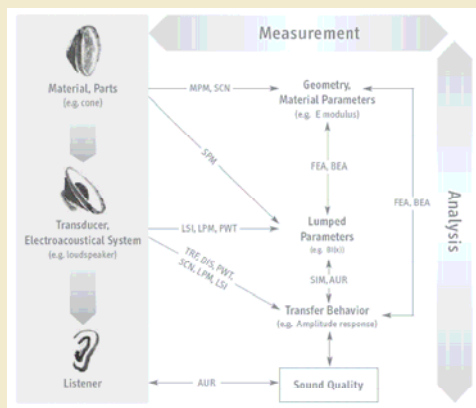 Measurement
Material, Parts
(e.g. cone)
MPM, SCN
Geometry,
Material Parameters
(e.g. E modulus)
SPM
FEA, BEA
FEA, BEA
Analysis
Transducer,
Electroacoustical System
(e.g. loudspeaker)
LSI, LPM, PWT
Lumped
Parameters
(e.g. Bl(x))
TRF, DIS, PWT,
SCN, LPM, LSI
SIM, AUR
Transfer Behavior
(e.g. Amplitude response)
Listener
AUR
Sound Quality